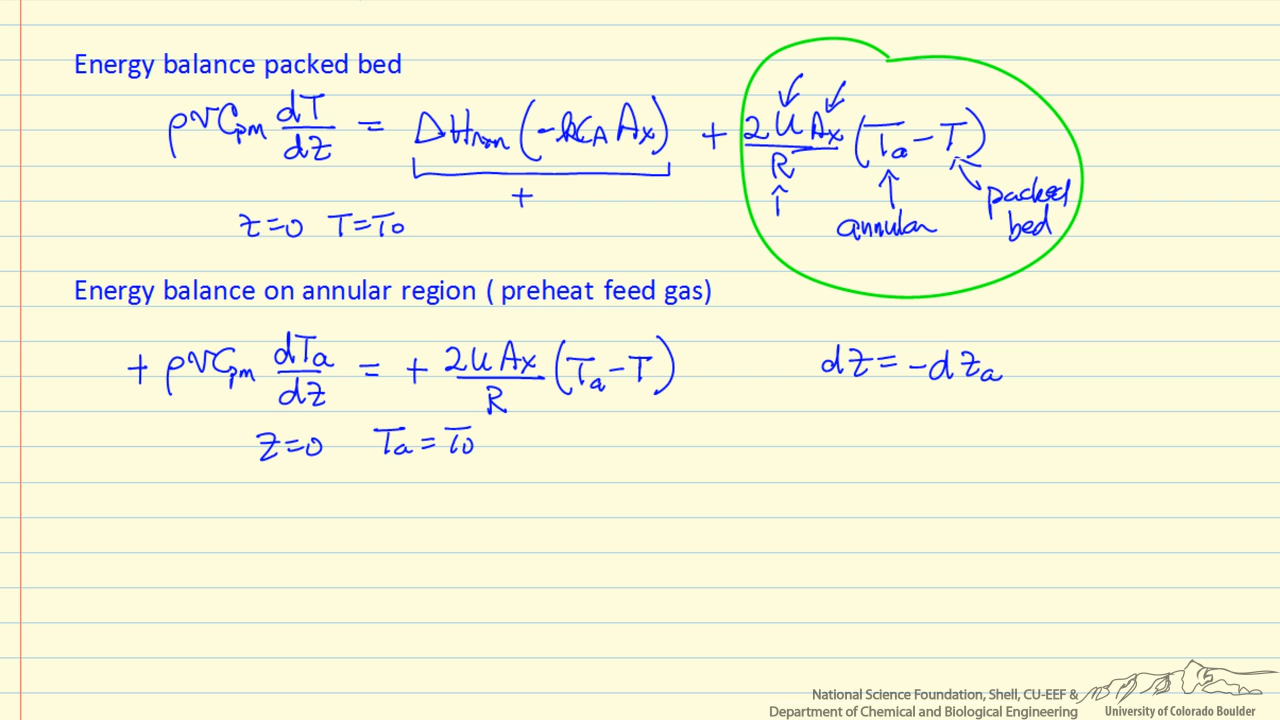 Energy balance packed bed
ρvCpm dT/dz = ΔHrxn (-kCA Ax) + 2UAx/R (Ta - T)
+
annular
packed bed
z=0 T=T0
Energy balance on annular region ( preheat feed gas)
+ ρvCpm dTa/dz = + 2UAx/R (Ta-T)
dz = -dza
z=0 Ta = T0
National Science Foundation, Shell, CU-EEF &
Department of Chemical and Biological Engineering
University of Colorado Boulder